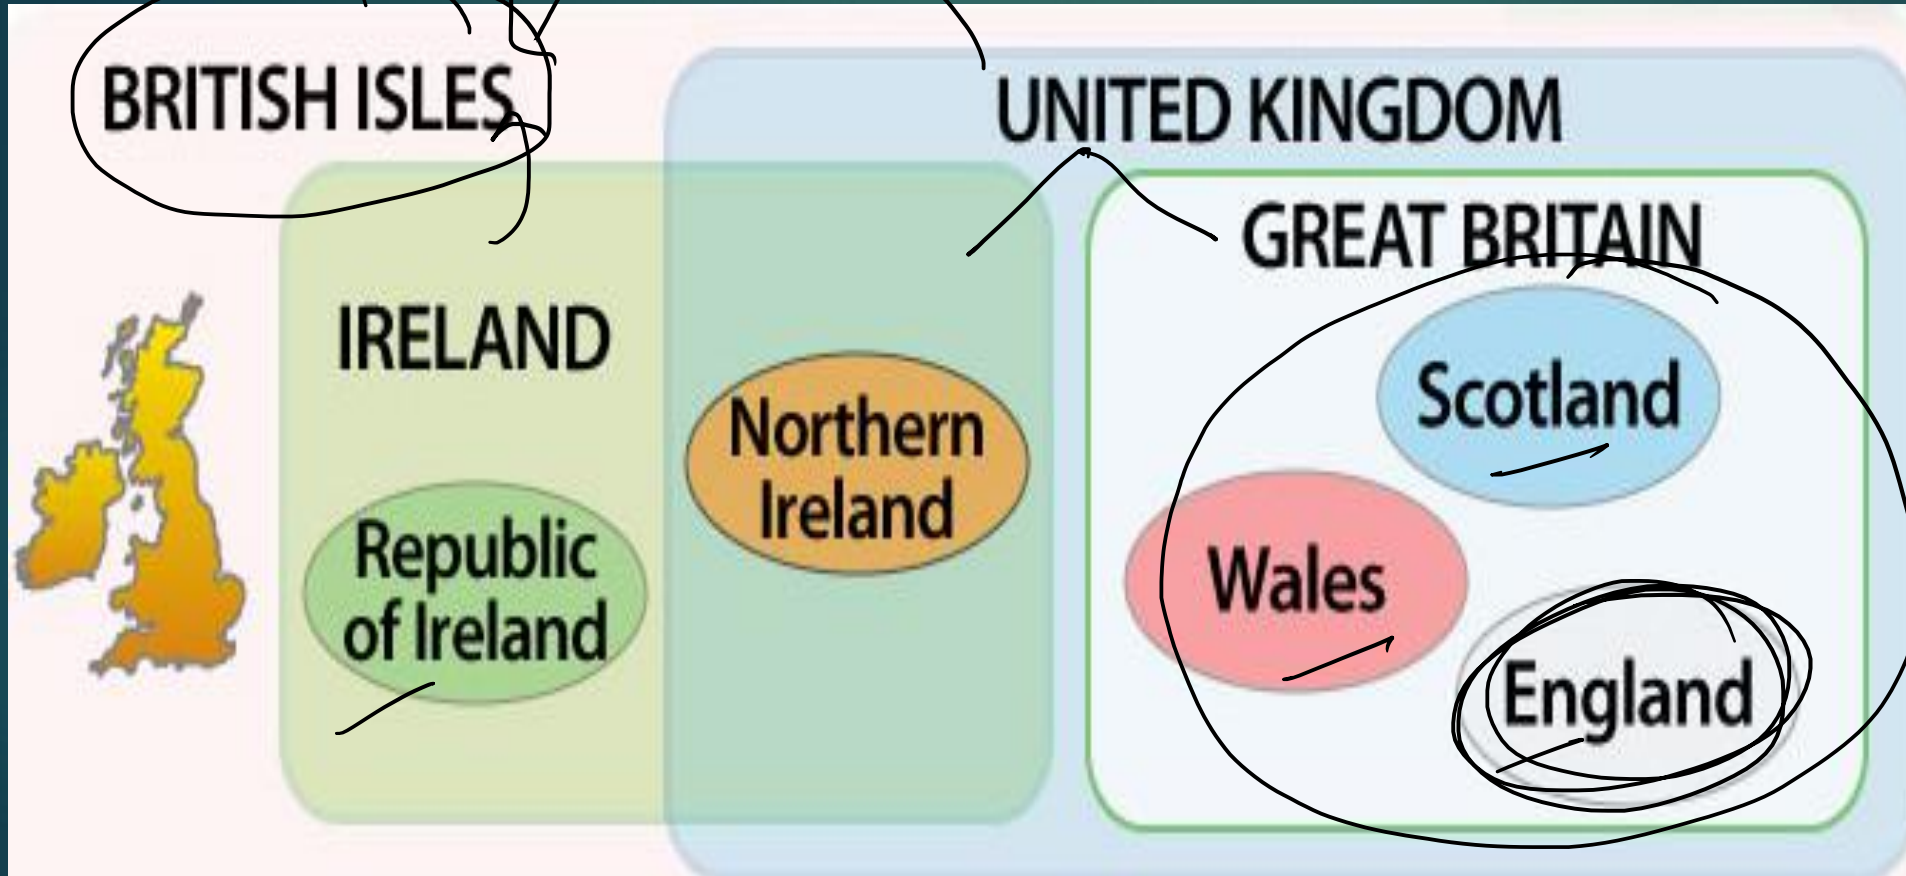 BRITISH ISLES
UNITED KINGDOM
GREAT BRITAIN
IRELAND
Scotland
Northern
Ireland
Republic
of Ireland
Wales
England